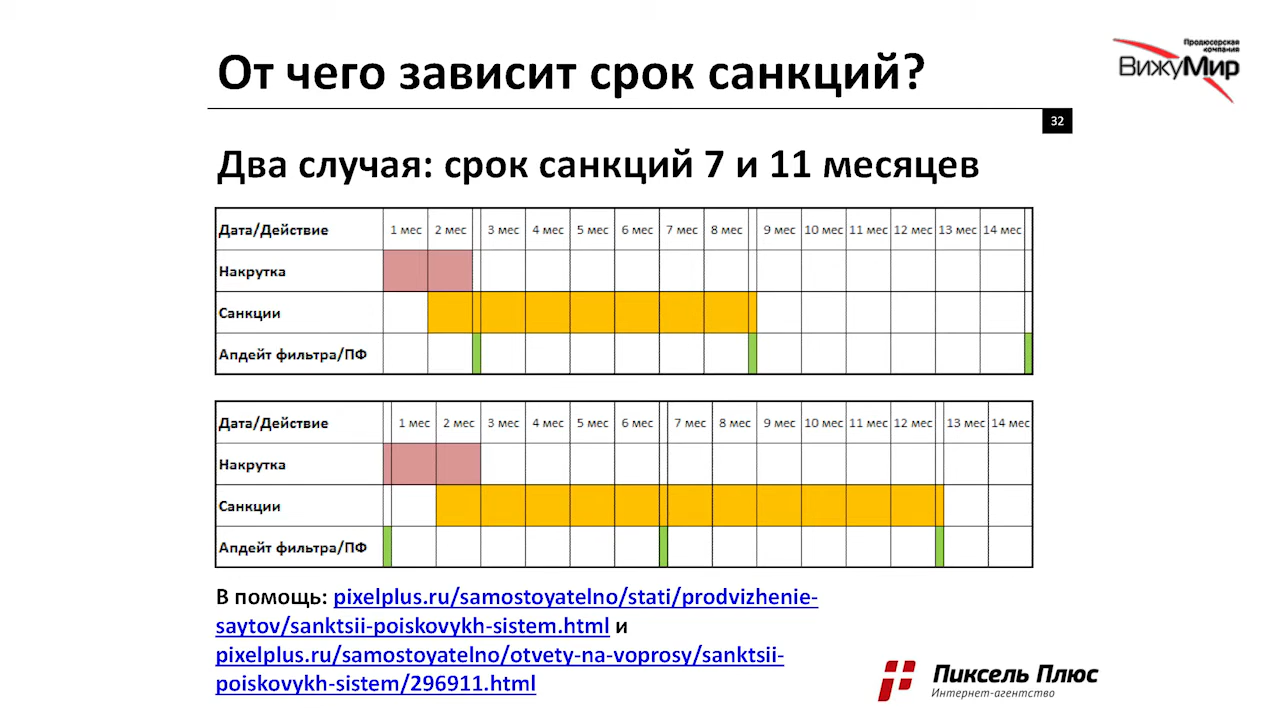 От чего зависит срок санкций?
Продюсерская
компания
ВижуМир
32
Два случая: срок санкций 7 и 11 месяцев
Дата/Действие 1 мес 2 мес 3 мес 4 мес 5 мес 6 мес 7 мес 8 мес 9 мес 10 мес 11 мес 12 мес 13 мес 14 мес
Накрутка
Санкции
Апдейт фильтра/ПФ
Дата/Действие 1 мес 2 мес 3 мес 4 мес 5 мес 6 мес 7 мес 8 мес 9 мес 10 мес 11 мес 12 мес 13 мес 14 мес
Накрутка
Санкции
Апдейт фильтра/ПФ
В помощь: pixelplus.ru/samostoyatelno/stati/prodvizhenie-
saytov/sanktsii-poiskovykh-sistem.html и
pixelplus.ru/samostoyatelno/otvety-na-voprosy/sanktsii-
poiskovykh-sistem/296911.html
Пиксель Плюс
Интернет-агентство